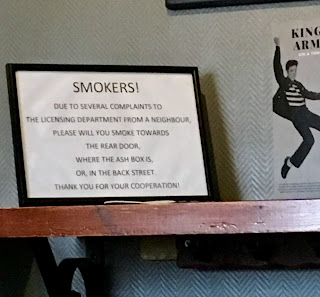 SMOKERS!
DUE TO SEVERAL COMPLAINTS TO
THE LICENSING DEPARTMENT FROM A NEIGHBOUR,
PLEASE WILL YOU SMOKE TOWARDS
THE REAR DOOR,
WHERE THE ASH BOX IS,
OR, IN THE BACK STREET.
THANK YOU FOR YOUR COOPERATION!
KING
ARM